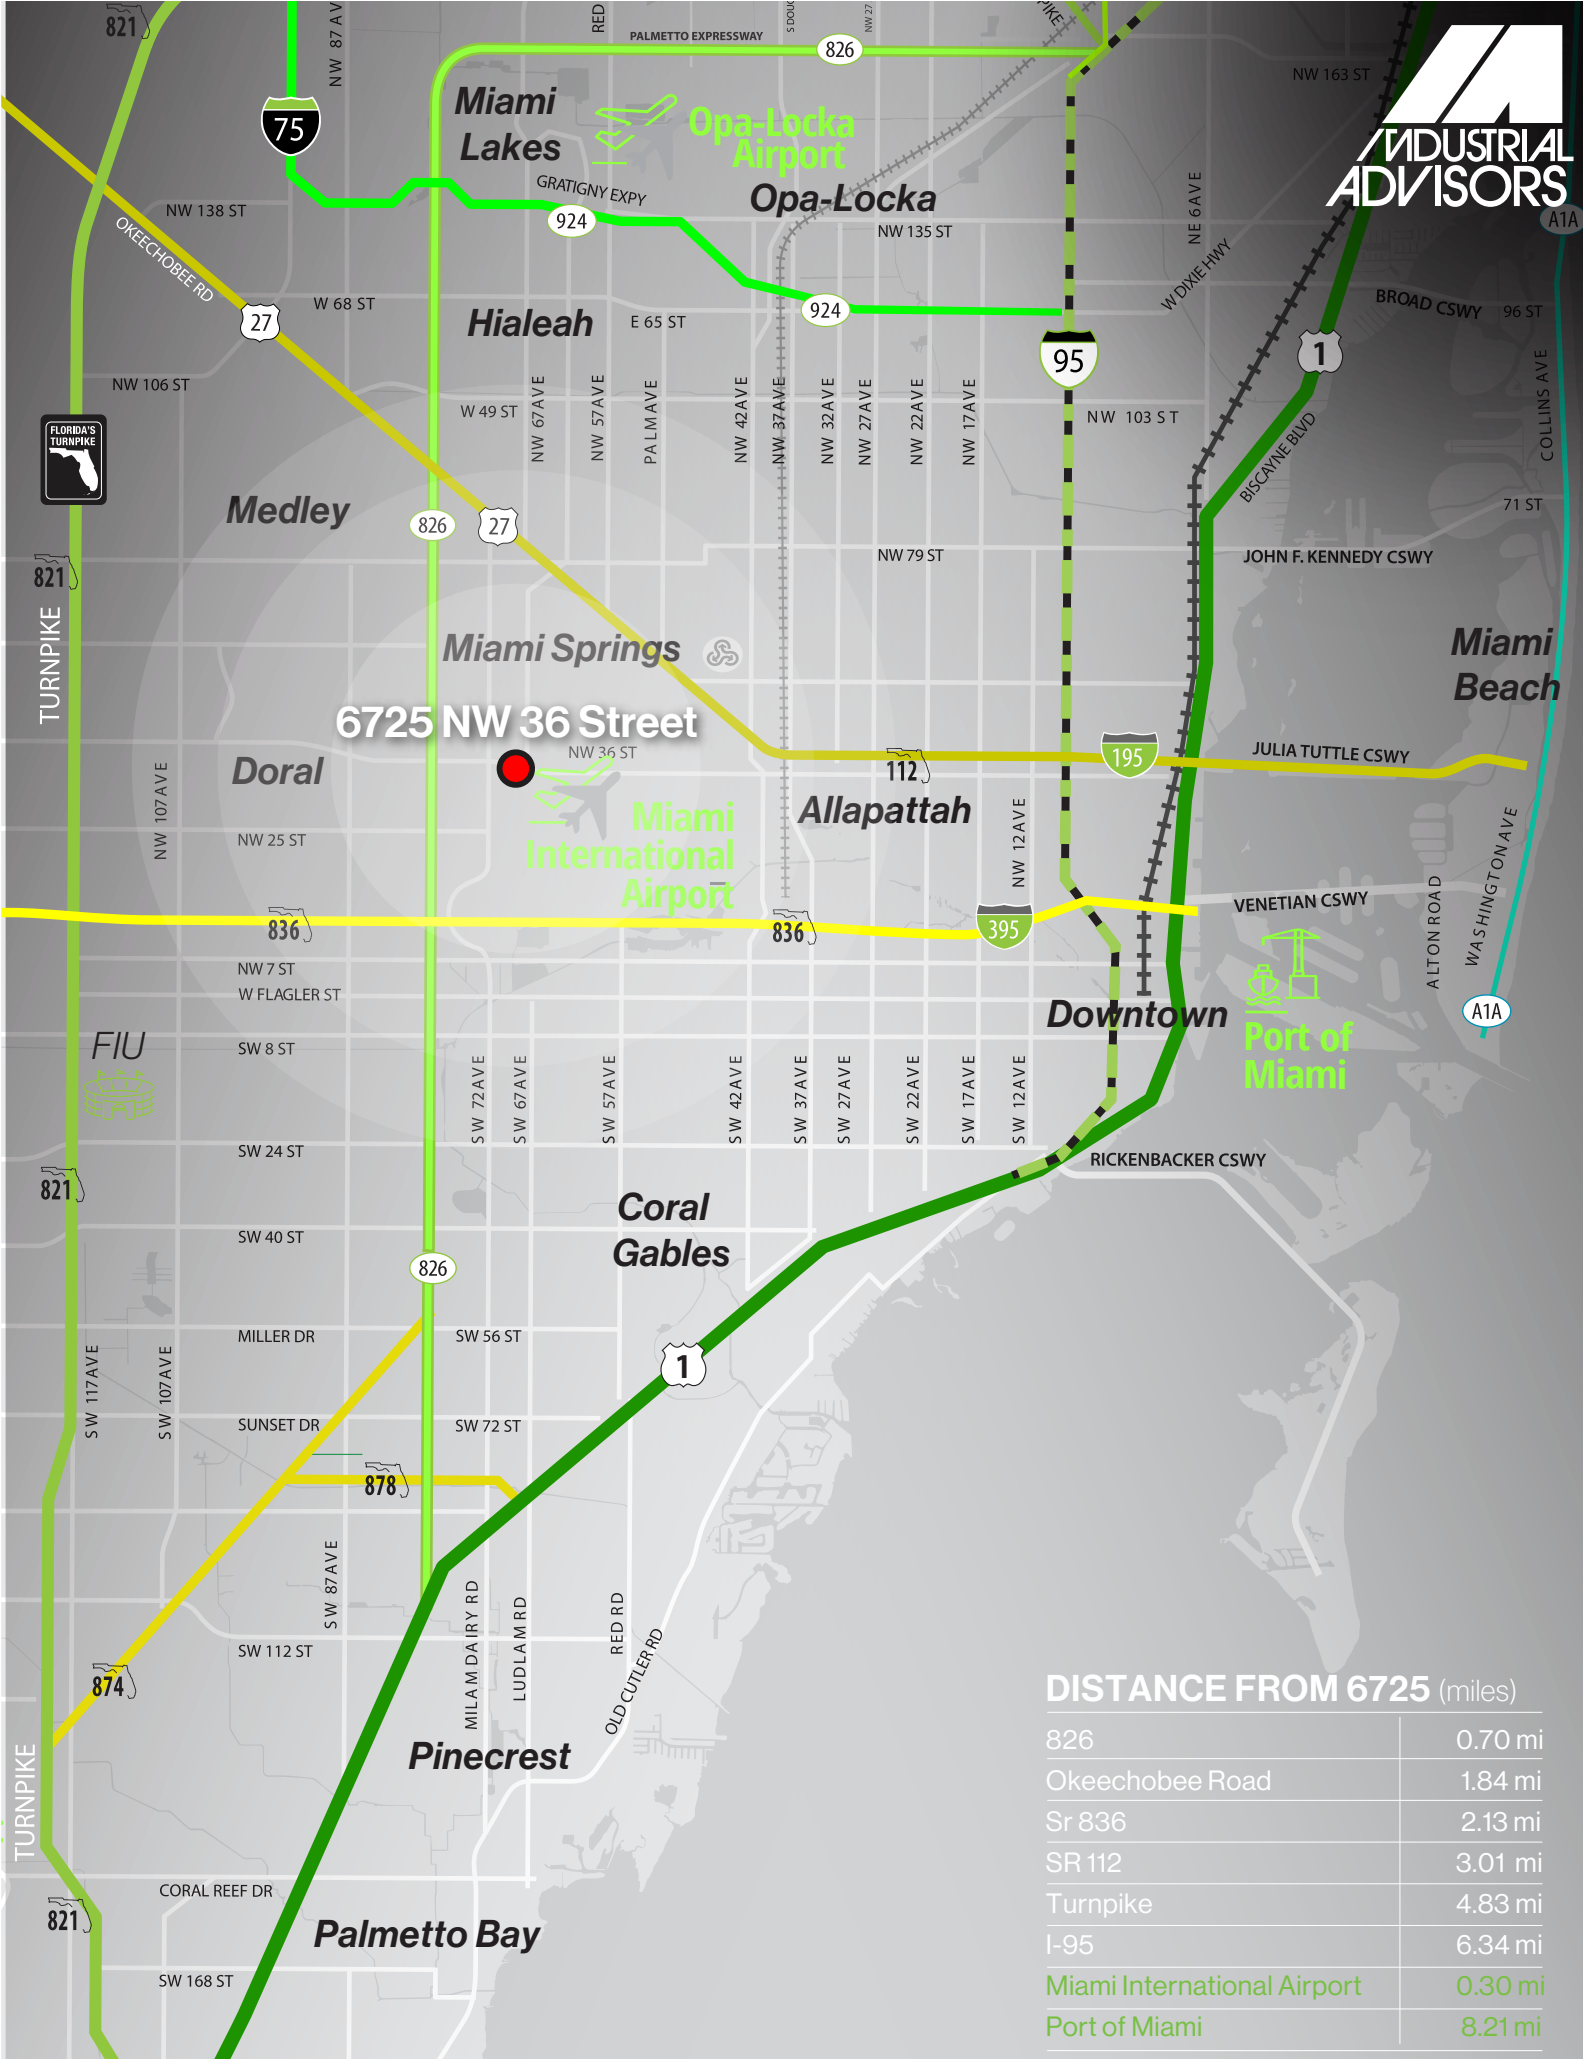 821
NW 87 AV
RED
PALMETTO EXPRESSWAY
826
S DOUG
NW 27
PIKE
NW 163 ST
INDUSTRIAL
ADVISORS
75
Miami
Lakes
Opa-Locka
Airport
Opa-Locka
GRATIGNY EXPY
924
NW 138 ST
OKEECHOBEE RD
NW 135 ST
NE 6 AVE
W DIXIE HWY
A1A
27
W 68 ST
Hialeah
E 65 ST
924
95
1
BROAD CSWY
96 ST
NW 106 ST
W 49 ST
NW 67 AVE
NW 57 AVE
PALM AVE
NW 42 AVE
NW 37 AVE
NW 32 AVE
NW 27 AVE
NW 22 AVE
NW 17 AVE
NW 103 ST
BISCAYNE BLVD
COLLINS AVE
FLORIDA'S
TURNPIKE
Medley
826
27
71 ST
821
NW 79 ST
JOHN F. KENNEDY CSWY
TURNPIKE
Miami Springs
Miami
Beach
6725 NW 36 Street
NW 36 ST
Doral
112
195
JULIA TUTTLE CSWY
NW 107 AVE
Allapattah
Miami
International
Airport
NW 25 ST
NW 12 AVE
ALTON ROAD
WASHINGTON AVE
836
836
395
VENETIAN CSWY
NW 7 ST
W FLAGLER ST
Downtown
Port of
Miami
A1A
FIU
SW 8 ST
SW 72 AVE
SW 67 AVE
SW 57 AVE
SW 42 AVE
SW 37 AVE
SW 27 AVE
SW 22 AVE
SW 17 AVE
SW 12 AVE
SW 24 ST
RICKENBACKER CSWY
821
Coral
Gables
SW 40 ST
826
MILLER DR
SW 56 ST
1
SW 117 AVE
SW 107 AVE
SUNSET DR
SW 72 ST
878
SW 87 AVE
MILAM DAIRY RD
LUDLAM RD
RED RD
OLD CUTLER RD
SW 112 ST
874
TURNPIKE
Pinecrest
CORAL REEF DR
821
Palmetto Bay
SW 168 ST
DISTANCE FROM 6725 (miles)
826 0.70 mi
Okeechobee Road 1.84 mi
Sr 836 2.13 mi
SR 112 3.01 mi
Turnpike 4.83 mi
I-95 6.34 mi
Miami International Airport 0.30 mi
Port of Miami 8.21 mi